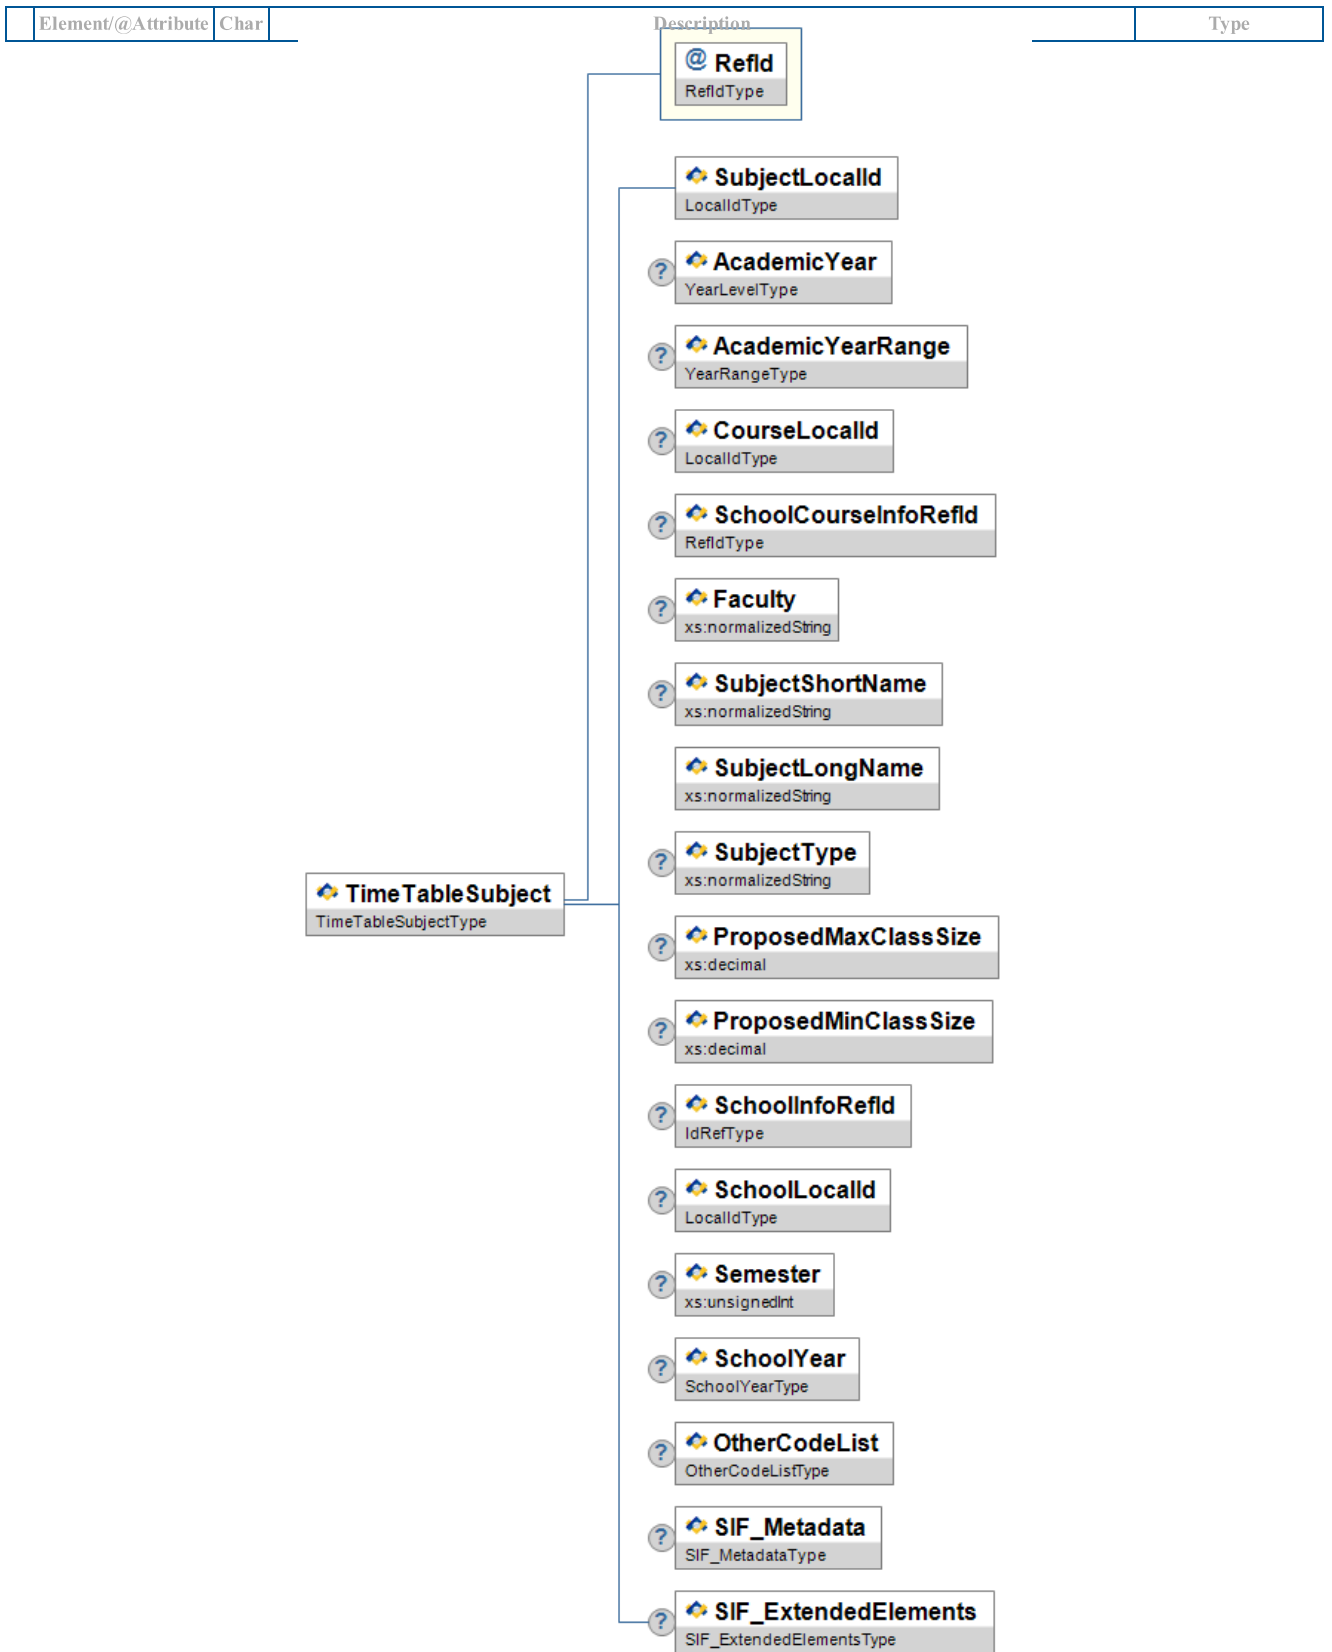 Element/@Attribute Char Description Type
@ RefId
RefIdType
SubjectLocalId
LocalIdType
? AcademicYear
YearLevelType
? AcademicYearRange
YearRangeType
? CourseLocalId
LocalIdType
? SchoolCourseInfoRefId
RefIdType
? Faculty
xs:normalizedString
? SubjectShortName
xs:normalizedString
SubjectLongName
xs:normalizedString
? SubjectType
xs:normalizedString
TimeTableSubject
TimeTableSubjectType
? ProposedMaxClassSize
xs:decimal
? ProposedMinClassSize
xs:decimal
? SchoolInfoRefId
IdRefType
? SchoolLocalId
LocalIdType
? Semester
xs:unsignedInt
? SchoolYear
SchoolYearType
? OtherCodeList
OtherCodeListType
? SIF_Metadata
SIF_MetadataType
? SIF_ExtendedElements
SIF_ExtendedElementsType